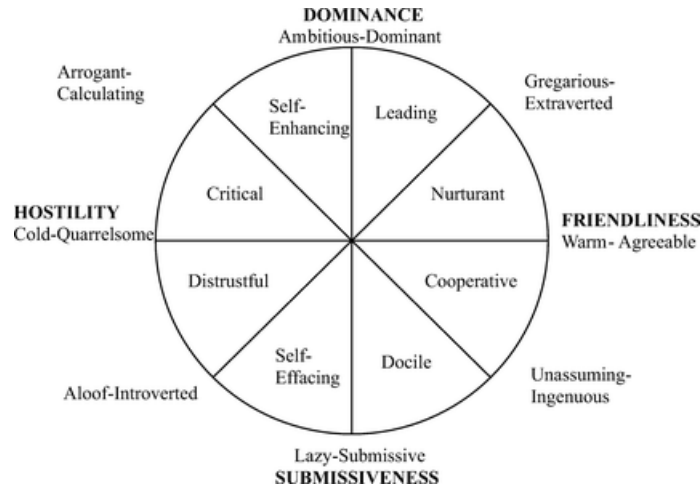 DOMINANCE
Ambitious-Dominant
Arrogant-
Calculating
Gregarious-
Extraverted
Self-
Enhancing
Leading
Critical
Nurturant
HOSTILITY
Cold-Quarrelsome
FRIENDLINESS
Warm- Agreeable
Distrustful
Cooperative
Self-
Effacing
Docile
Aloof-Introverted
Unassuming-
Ingenuous
Lazy-Submissive
SUBMISSIVENESS